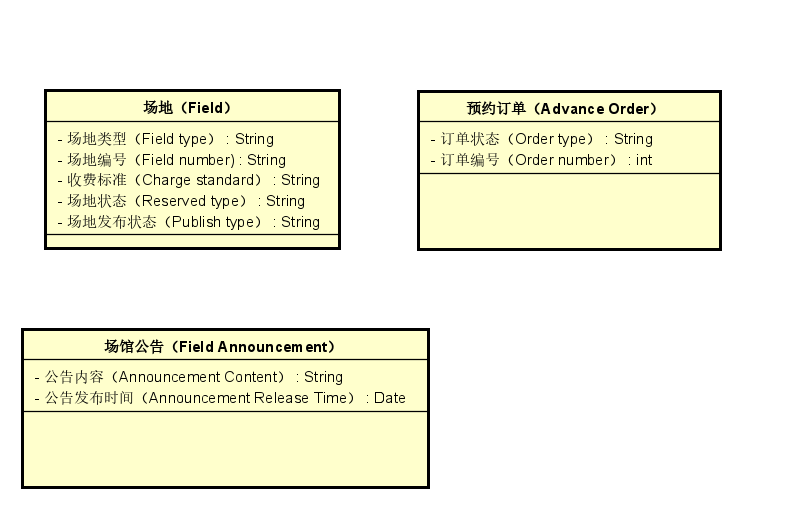 场地（Field）
- 场地类型（Field type）：String
- 场地编号（Field number) : String
- 收费标准（Charge standard）：String
- 场地状态（Reserved type）：String
- 场地发布状态（Publish type）：String
预约订单（Advance Order）
- 订单状态（Order type）：String
- 订单编号（Order number）：int
场馆公告（Field Announcement）
- 公告内容（Announcement Content）：String
- 公告发布时间（Announcement Release Time）：Date